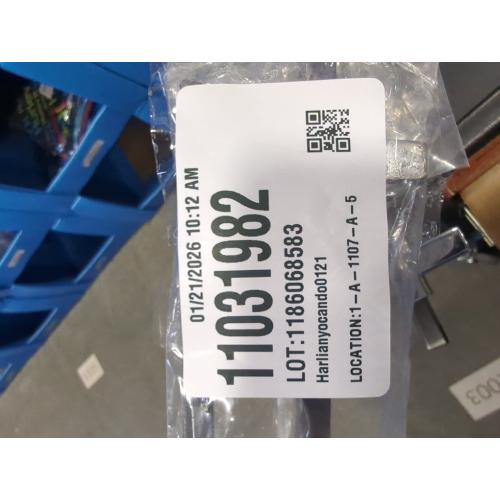 01/21/2026 10:12 AM
11031982
LOT:1186068583
Harlianyocando0121
LOCATION:1-A-1107-A-5